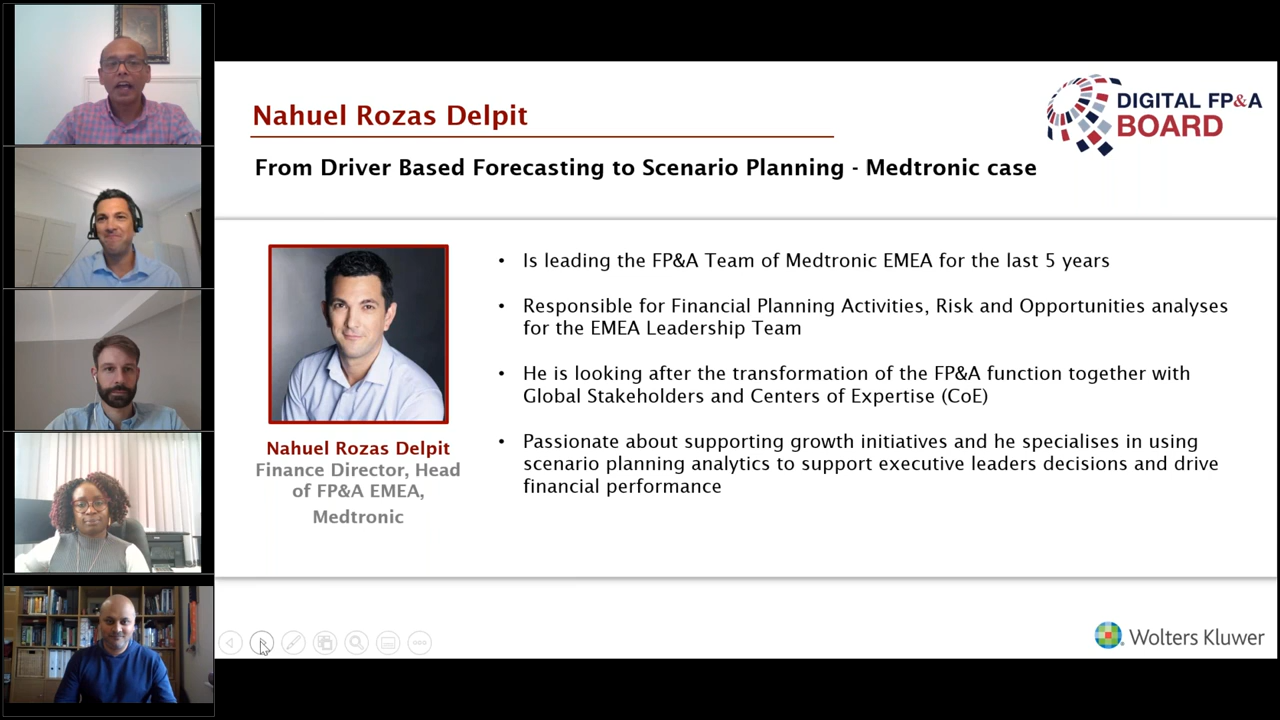 Nahuel Rozas Delpit
DIGITAL FP&A
BOARD
From Driver Based Forecasting to Scenario Planning - Medtronic case
• Is leading the FP&A Team of Medtronic EMEA for the last 5 years
• Responsible for Financial Planning Activities, Risk and Opportunities analyses
for the EMEA Leadership Team
• He is looking after the transformation of the FP&A function together with
Global Stakeholders and Centers of Expertise (CoE)
• Passionate about supporting growth initiatives and he specialises in using
scenario planning analytics to support executive leaders decisions and drive
financial performance
Nahuel Rozas Delpit
Finance Director, Head
of FP&A EMEA,
Medtronic
Wolters Kluwer